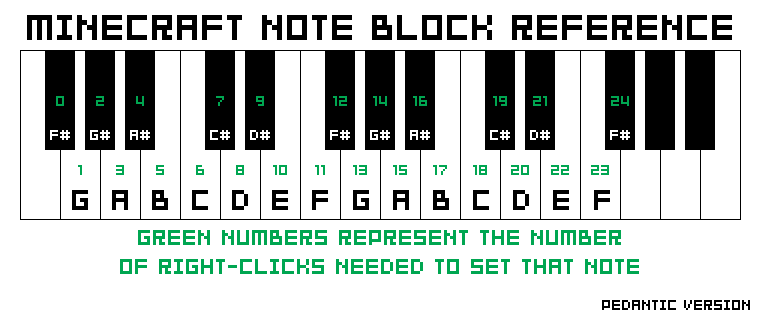 MINECRAFT NOTE BLOCK REFERENCE
0 2 4 7 9 12 14 16 19 21 24
F# G# A# C# D# F# G# A# C# D# F#
1 3 5 6 8 10 11 13 15 17 18 20 22 23
G A B C D E F G A B C D E F
GREEN NUMBERS REPRESENT THE NUMBER
OF RIGHT-CLICKS NEEDED TO SET THAT NOTE
PEDANTIC VERSION